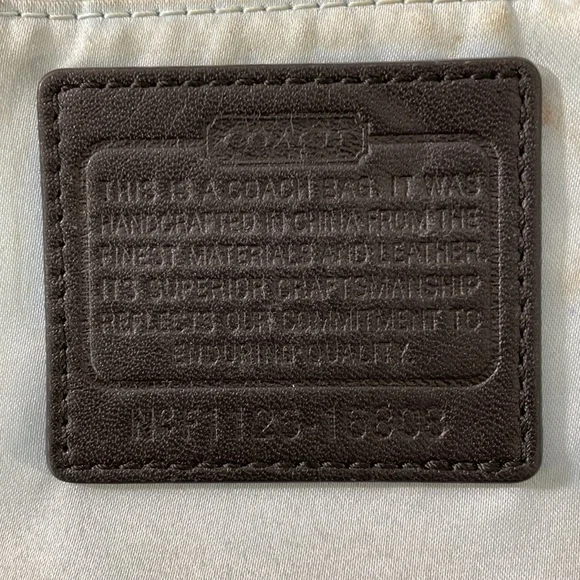 COACH
THIS IS A COACH BAG. IT WAS
HANDCRAFTED IN CHINA FROM THE
FINEST MATERIALS AND LEATHER.
ITS SUPERIOR CRAFTSMANSHIP
REFLECTS OUR COMMITMENT TO
ENDURING QUALITY.
Nº F1125-16808